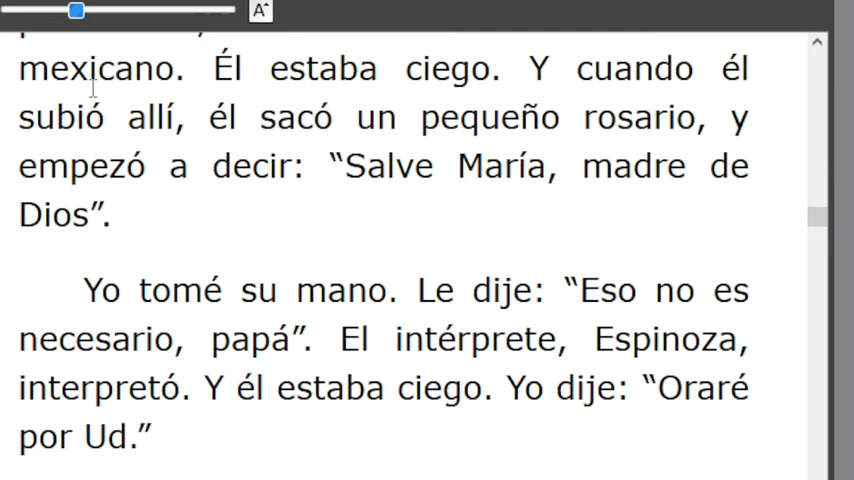 A
mexicano. Él estaba ciego. Y cuando él
subió allí, él sacó un pequeño rosario, y
empezó a decir: “Salve María, madre de
Dios”.
Yo tomé su mano. Le dije: “Eso no es
necesario, papá”. El intérprete, Espinoza,
interpretó. Y él estaba ciego. Yo dije: “Oraré
por Ud.”